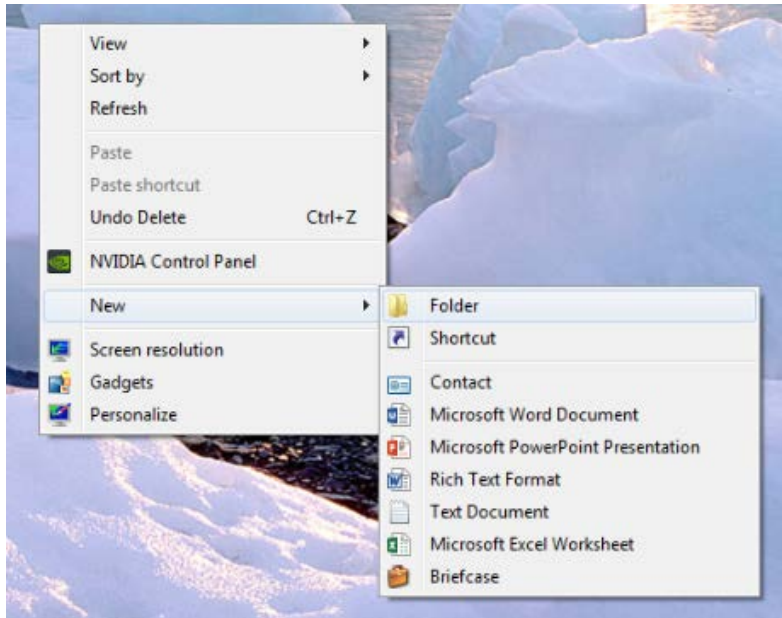 View
Sort by
Refresh
Paste
Paste shortcut
Undo Delete Ctrl+Z
NVIDIA Control Panel
New
Screen resolution
Gadgets
Personalize
Folder
Shortcut
Contact
Microsoft Word Document
Microsoft PowerPoint Presentation
Rich Text Format
Text Document
Microsoft Excel Worksheet
Briefcase